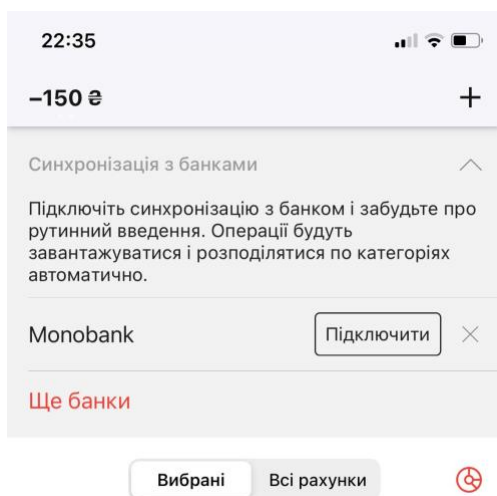 22:35
−150 ₴
Синхронізація з банками
Підключіть синхронізацію з банком і забудьте про
рутинний введення. Операції будуть
завантажуватися і розподілятися по категоріях
автоматично.
Monobank Підключити
Ще банки
Вибрані Всі рахунки